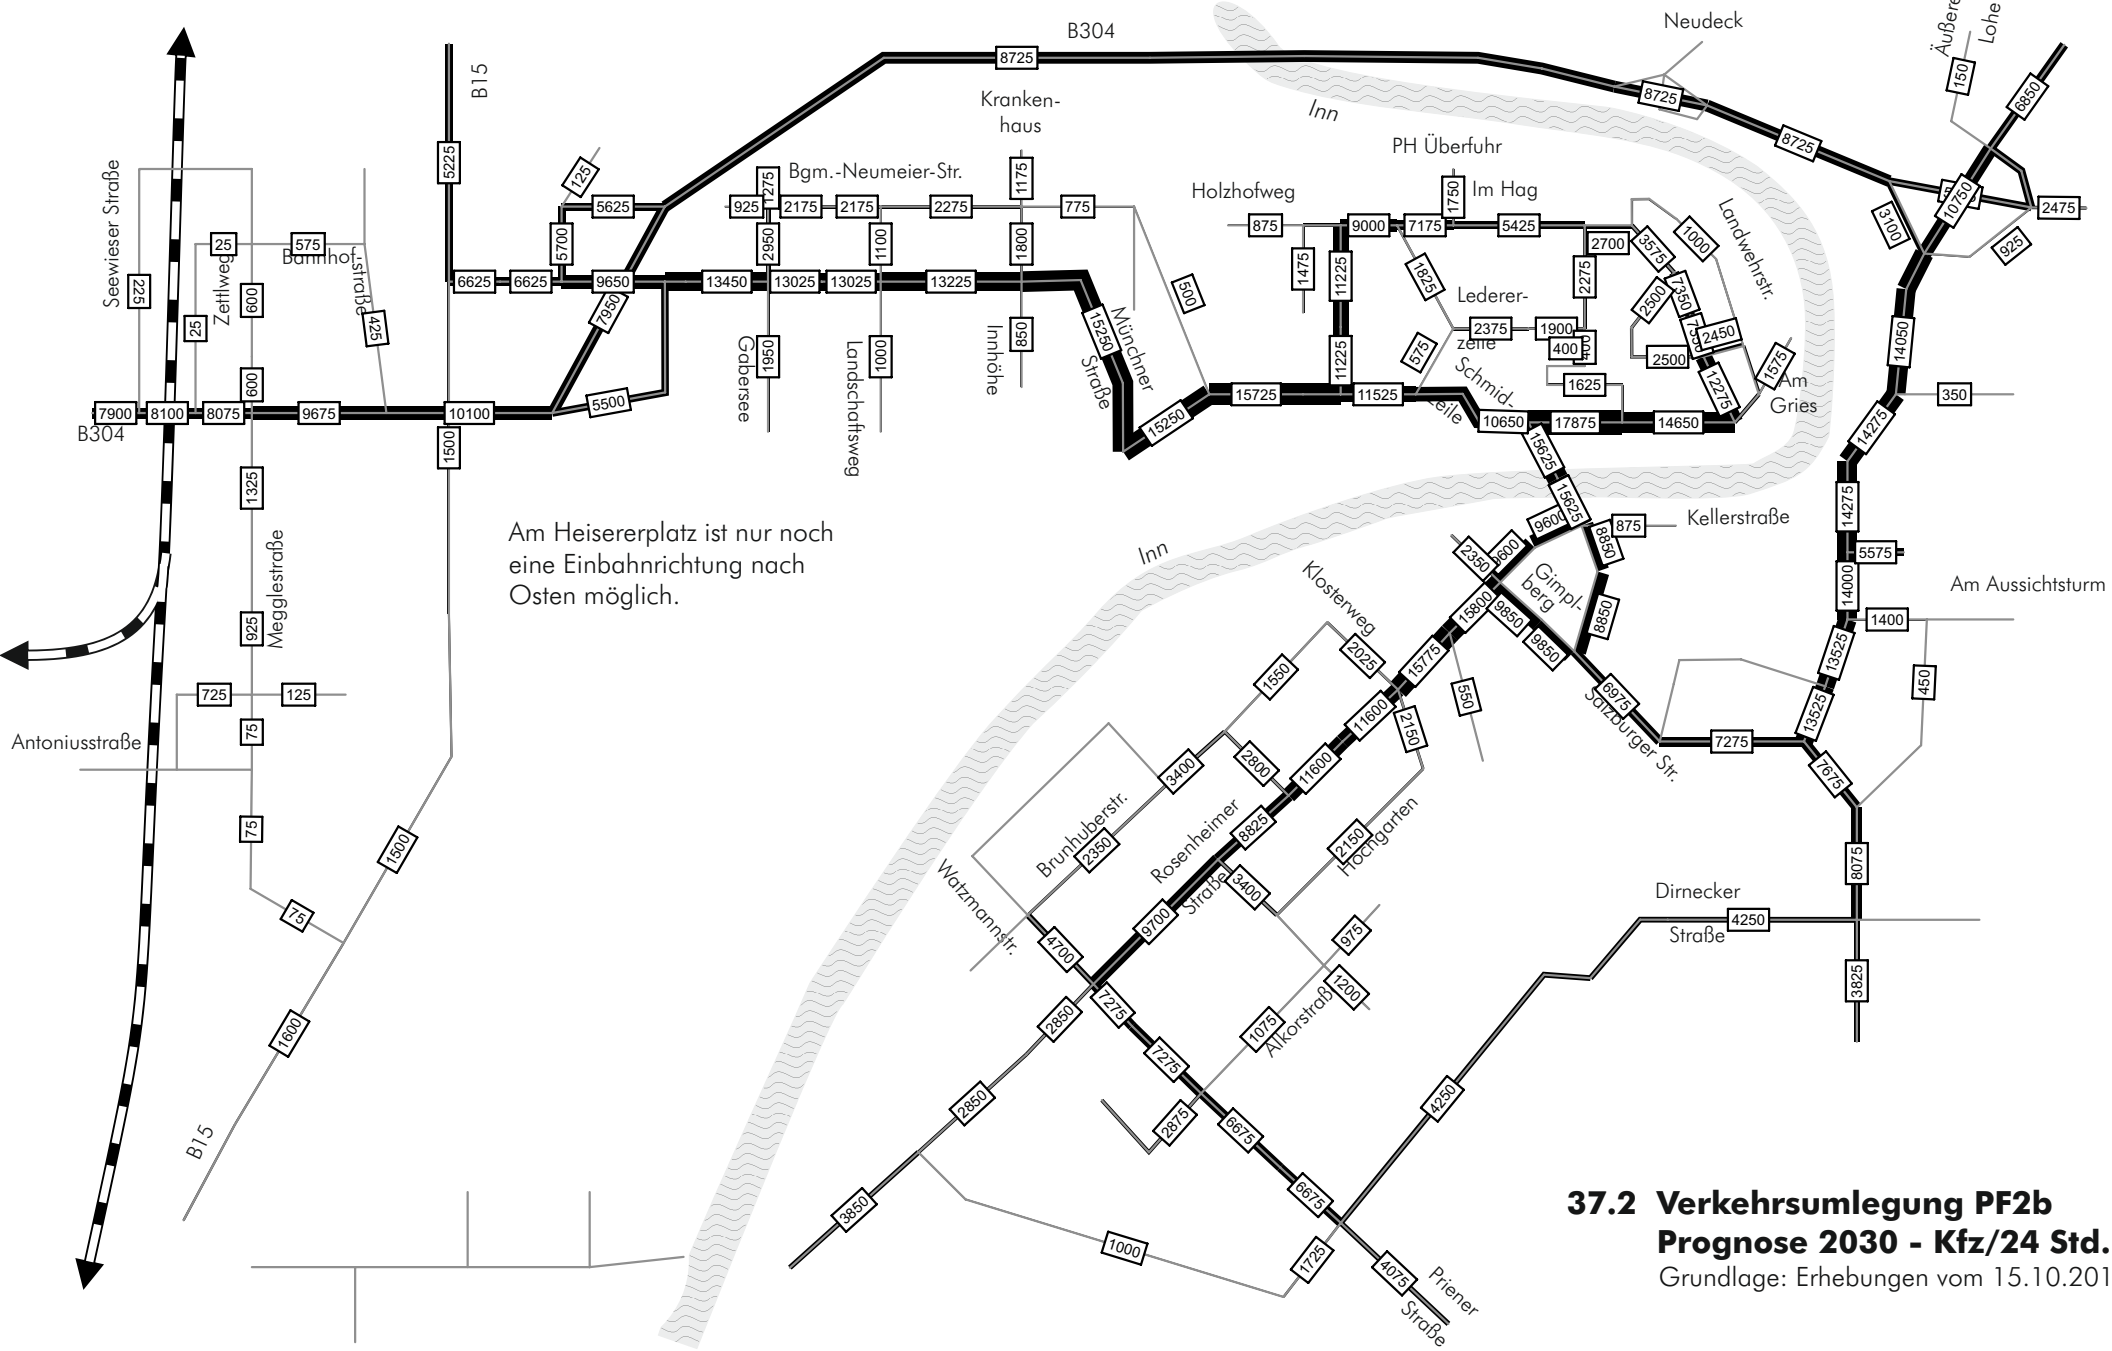 B304
8725
Neudeck
Äußere
Lohe
150
6850
B15
5225
Kranken-
haus
Inn
8725
8725
10750
2475
3100
925
Seewieser Straße
225
25
575
Zettlweg
Bahnhof-
straße
25
600
425
600
125
5625
5700
Bgm.-Neumeier-Str.
1275
925
2175
2175
2275
1175
775
2950
1100
1800
PH Überfuhr
Holzhofweg
1750
Im Hag
875
9000
7175
5425
2700
3575
1000
Landwehrstr.
1475
11225
1825
2275
2500
7350
6625
6625
9650
13450
13025
13025
13225
7950
500
Lederer-
zeile
2375
1900
400
400
2450
2500
1575
Münchner
Straße
15250
1950
Gabersee
1000
Landschaftsweg
850
Innhöhe
11225
575
Schmid-
zeile
1625
12275
Am
Gries
14050
350
7900
8100
8075
9675
10100
5500
B304
15250
15725
11525
10650
17875
14650
14275
1500
1325
15625
15625
14275
Am Heisererplatz ist nur noch
eine Einbahnrichtung nach
Osten möglich.
Inn
9600
9600
2350
8850
875
Kellerstraße
Gimpl-
berg
8850
5575
14000
Am Aussichtsturm
1400
Megglestraße
925
Klosterweg
15800
9850
9850
13525
450
725
125
75
Antoniusstraße
2025
15775
1550
550
6975
Salzburger Str.
13525
11600
2150
7275
7675
3400
2800
11600
75
1500
Brunhuberstr.
2350
Rosenheimer
Straße
8825
2150
Hochgarten
8075
75
Watzmannstr.
3400
Dirnecker
4250
Straße
4700
9700
975
1200
3825
1600
2850
7275
1075
Alkorstraße
7275
B15
2850
2875
6675
4250
3850
6675
1000
1725
4075
Priener
Straße
37.2 Verkehrsumlegung PF2b
Prognose 2030 - Kfz/24 Std.
Grundlage: Erhebungen vom 15.10.201